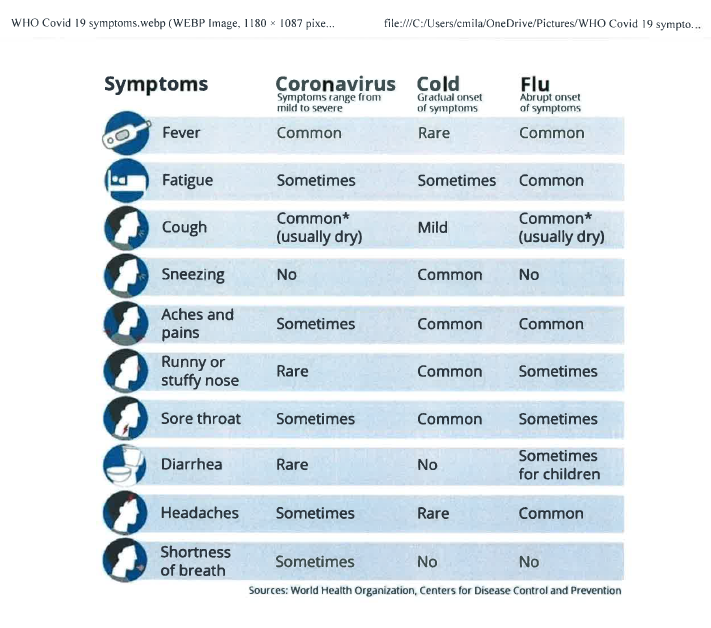 WHO Covid 19 symptoms.webp (WEBP Image, 1180 × 1087 pixe... file:///C:/Users/cmila/OneDrive/Pictures/WHO Covid 19 sympto...
Symptoms Coronavirus Cold Flu
Symptoms range from Gradual onset Abrupt onset
mild to severe of symptoms of symptoms
Fever Common Rare Common
Fatigue Sometimes Sometimes Common
Cough Common* Mild Common*
(usually dry) (usually dry)
Sneezing No Common No
Aches and
pains Sometimes Common Common
Runny or
stuffy nose Rare Common Sometimes
Sore throat Sometimes Common Sometimes
Diarrhea Rare No Sometimes
for children
Headaches Sometimes Rare Common
Shortness
of breath Sometimes No No
Sources: World Health Organization, Centers for Disease Control and Prevention